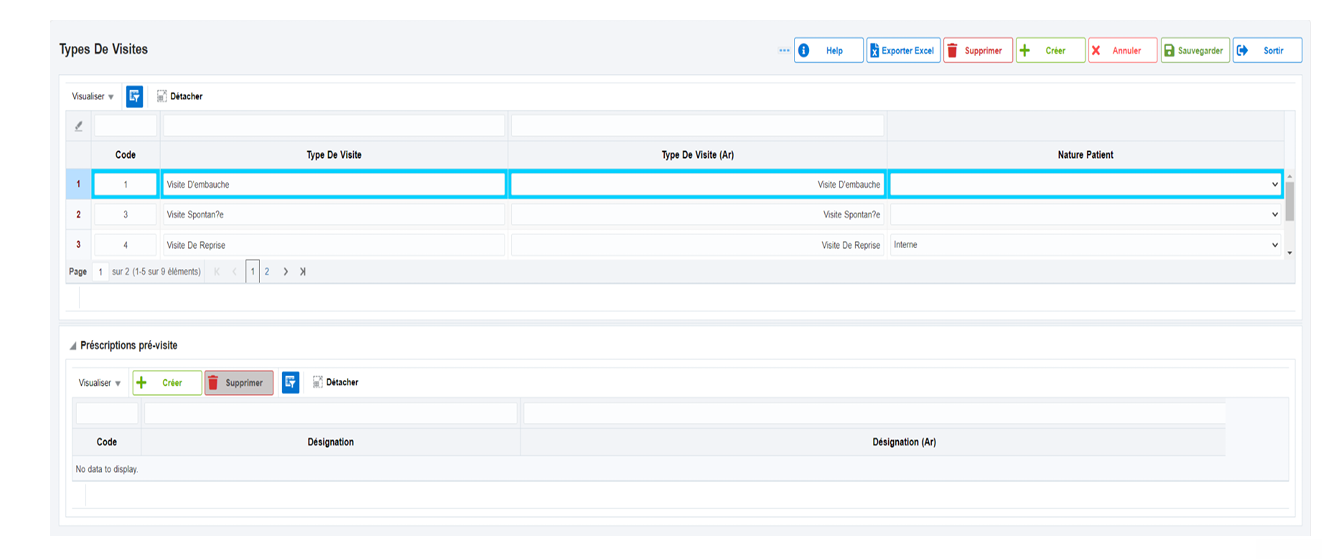 Types De Visites
Help Exporter Excel Supprimer Créer Annuler Sauvegarder Sortir
Visualiser Détacher
Code Type De Visite Type De Visite (Ar) Nature Patient
1 1 Visite D'embauche Visite D'embauche
2 3 Visite Spontan?e Visite Spontan?e
3 4 Visite De Reprise Visite De Reprise Interne
Page 1 sur 2 (1-5 sur 9 éléments) 1 2
Préscriptions pré-visite
Visualiser Créer Supprimer Détacher
Code Désignation Désignation (Ar)
No data to display.